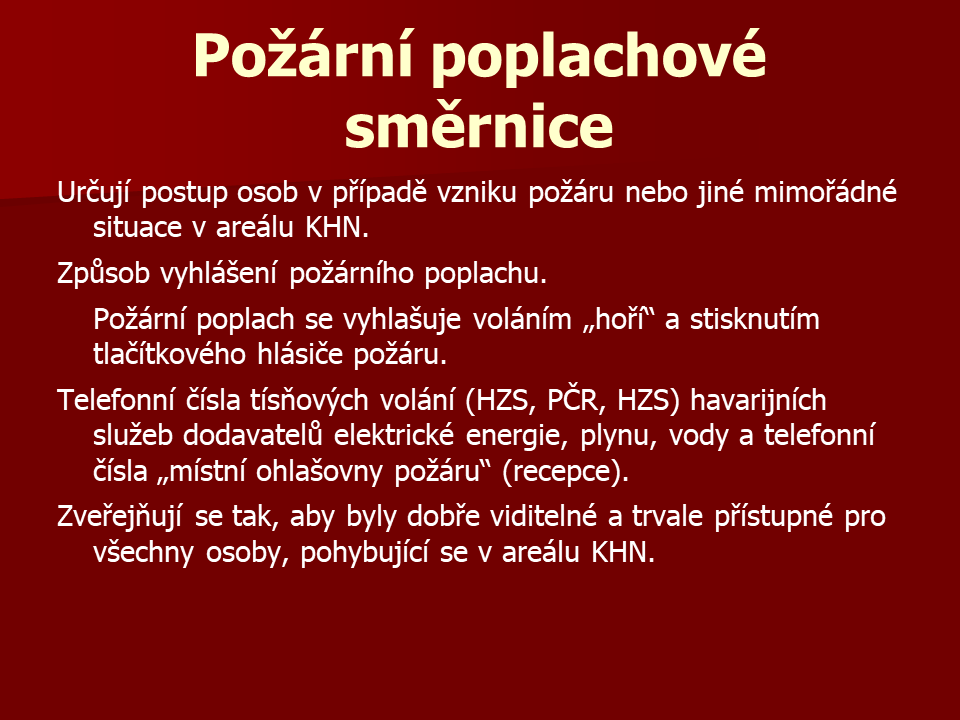 Požární poplachové
směrnice
Určují postup osob v případě vzniku požáru nebo jiné mimořádné
situace v areálu KHN.
Způsob vyhlášení požárního poplachu.
Požární poplach se vyhlašuje voláním „hoří“ a stisknutím
tlačítkového hlásiče požáru.
Telefonní čísla tísňových volání (HZS, PČR, HZS) havarijních
služeb dodavatelů elektrické energie, plynu, vody a telefonní
čísla „místní ohlašovny požáru“ (recepce).
Zveřejňují se tak, aby byly dobře viditelné a trvale přístupné pro
všechny osoby, pohybující se v areálu KHN.